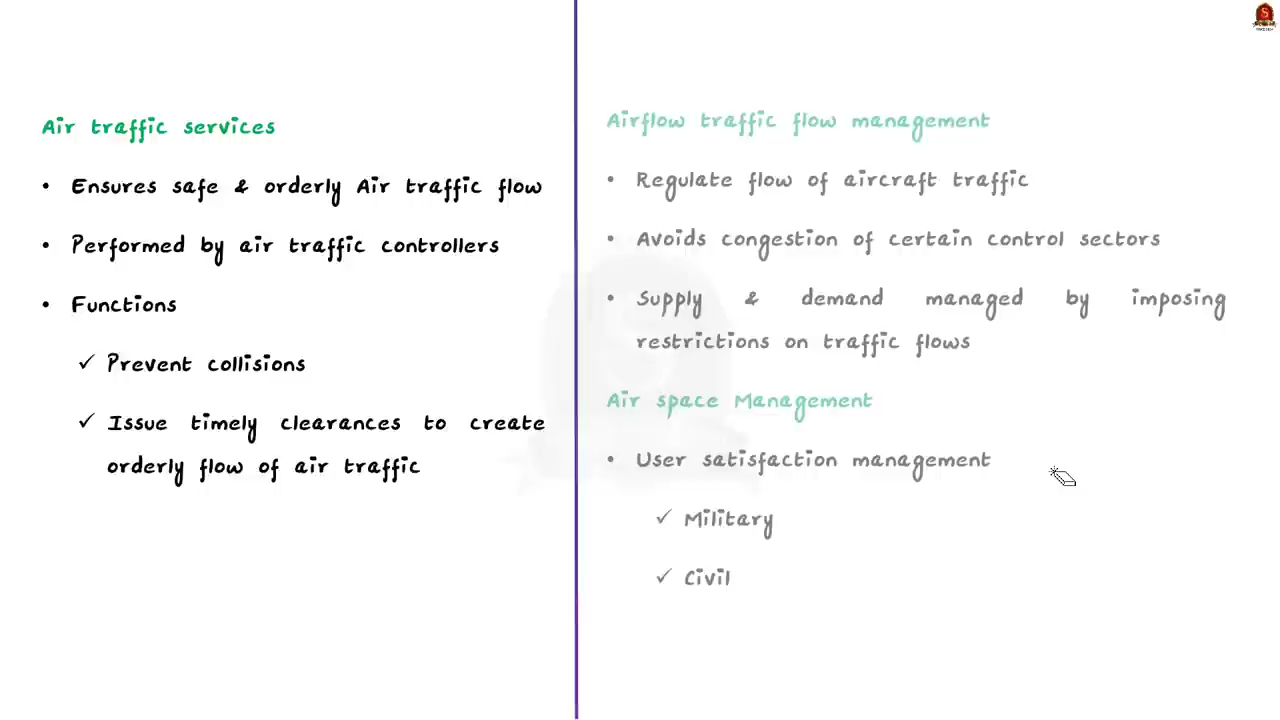 Air traffic services
• Ensures safe & orderly Air traffic flow
• Performed by air traffic controllers
• Functions
✓ Prevent collisions
✓ Issue timely clearances to create
orderly flow of air traffic
Airflow traffic flow management
• Regulate flow of aircraft traffic
• Avoids congestion of certain control sectors
• Supply & demand managed by imposing
restrictions on traffic flows
Air space Management
• User satisfaction management
✓ Military
✓ Civil